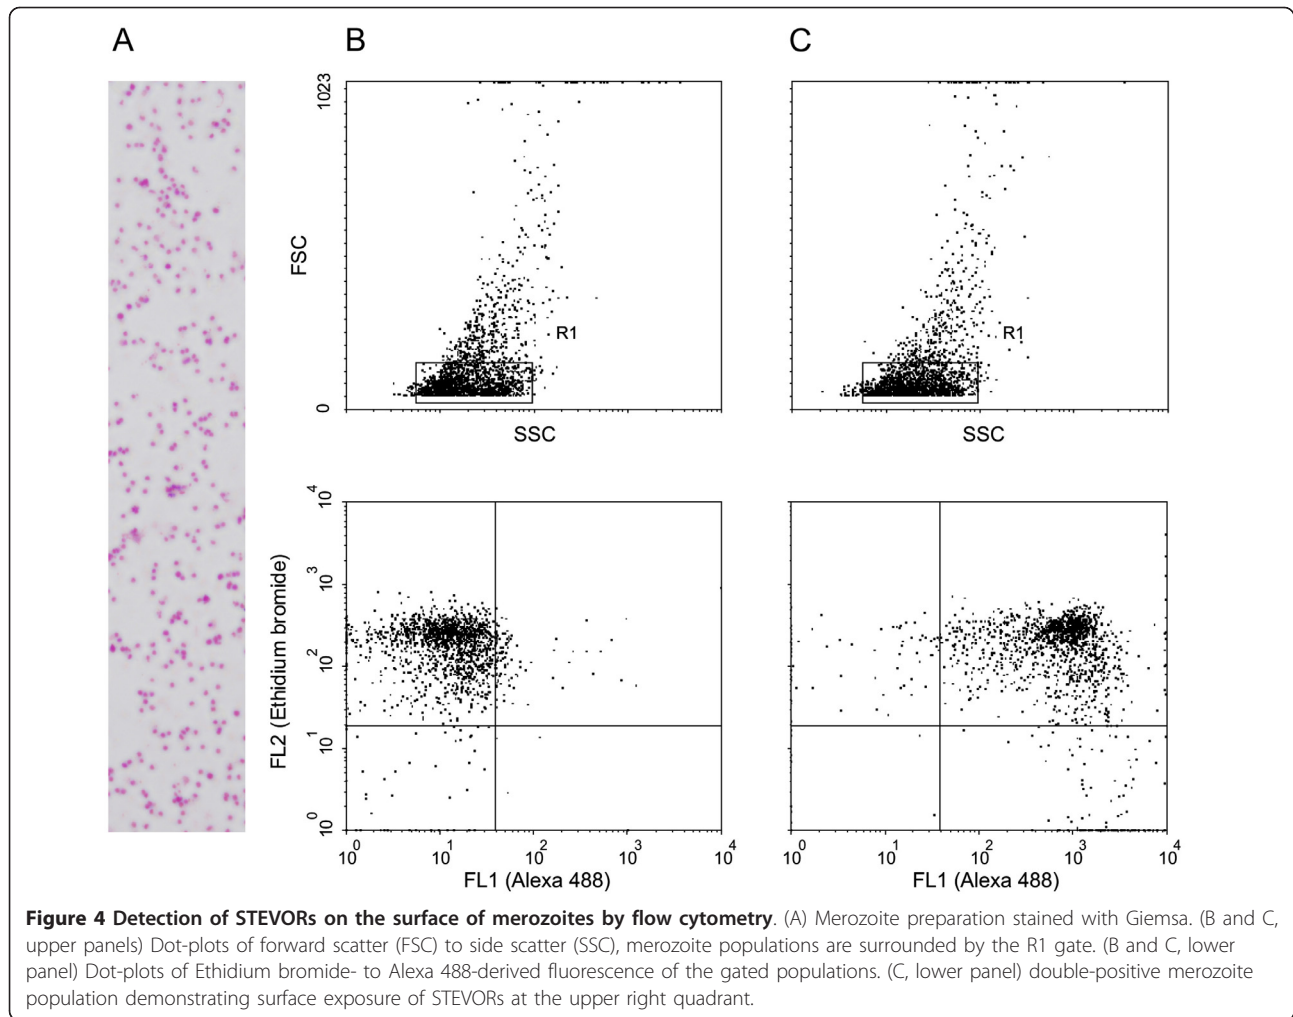 A
B
C
1023
FSC
0
R1
R1
SSC
SSC
10^4
10^3
10^2
10^1
10^0
FL2 (Ethidium bromide)
10^0 10^1 10^2 10^3 10^4
10^0 10^1 10^2 10^3 10^4
FL1 (Alexa 488)
FL1 (Alexa 488)
Figure 4 Detection of STEVORs on the surface of merozoites by flow cytometry. (A) Merozoite preparation stained with Giemsa. (B and C,
upper panels) Dot-plots of forward scatter (FSC) to side scatter (SSC), merozoite populations are surrounded by the R1 gate. (B and C, lower
panel) Dot-plots of Ethidium bromide- to Alexa 488-derived fluorescence of the gated populations. (C, lower panel) double-positive merozoite
population demonstrating surface exposure of STEVORs at the upper right quadrant.